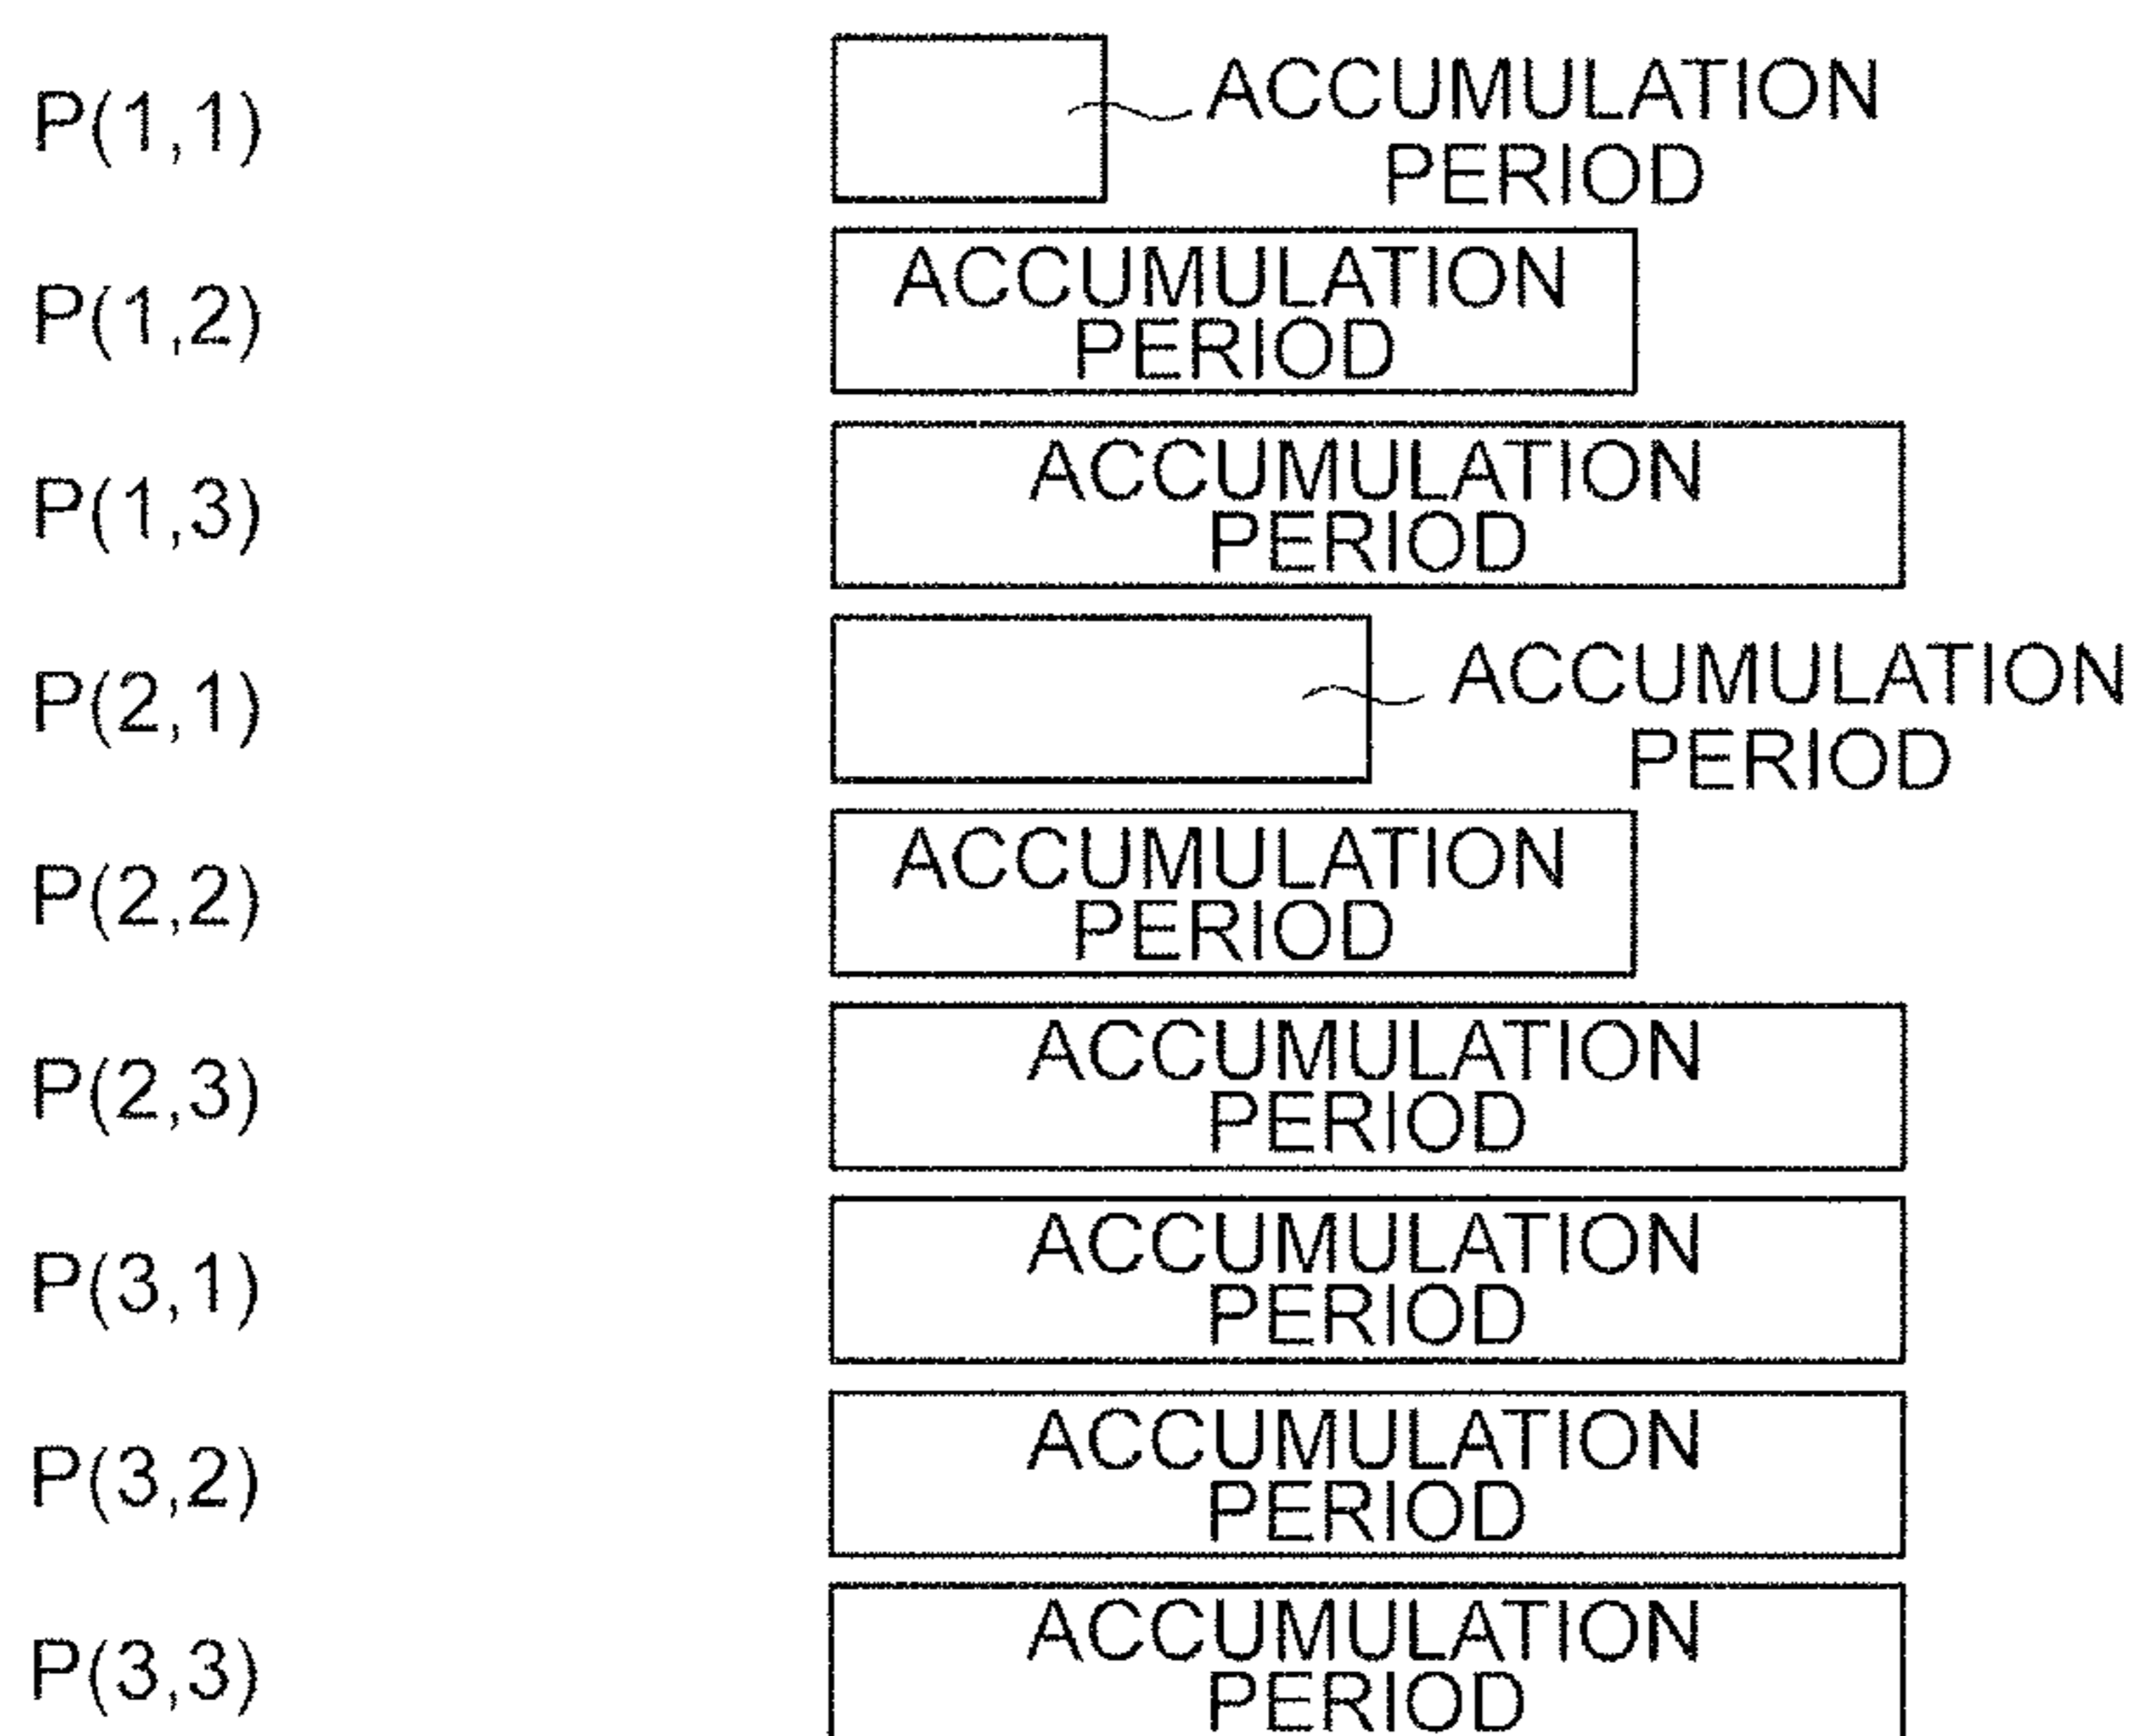 P(1,1)
ACCUMULATION
PERIOD
P(1,2)
ACCUMULATION
PERIOD
P(1,3)
ACCUMULATION
PERIOD
P(2,1)
ACCUMULATION
PERIOD
P(2,2)
ACCUMULATION
PERIOD
P(2,3)
ACCUMULATION
PERIOD
P(3,1)
ACCUMULATION
PERIOD
P(3,2)
ACCUMULATION
PERIOD
P(3,3)
ACCUMULATION
PERIOD